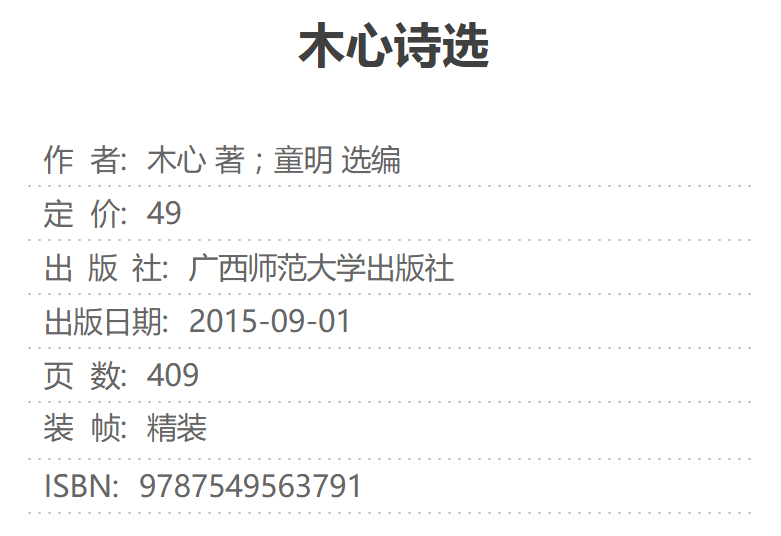 木心诗选
作 者: 木心 著；童明 选编
定 价: 49
出 版 社: 广西师范大学出版社
出版日期: 2015-09-01
页 数: 409
装 帧: 精装
ISBN: 9787549563791